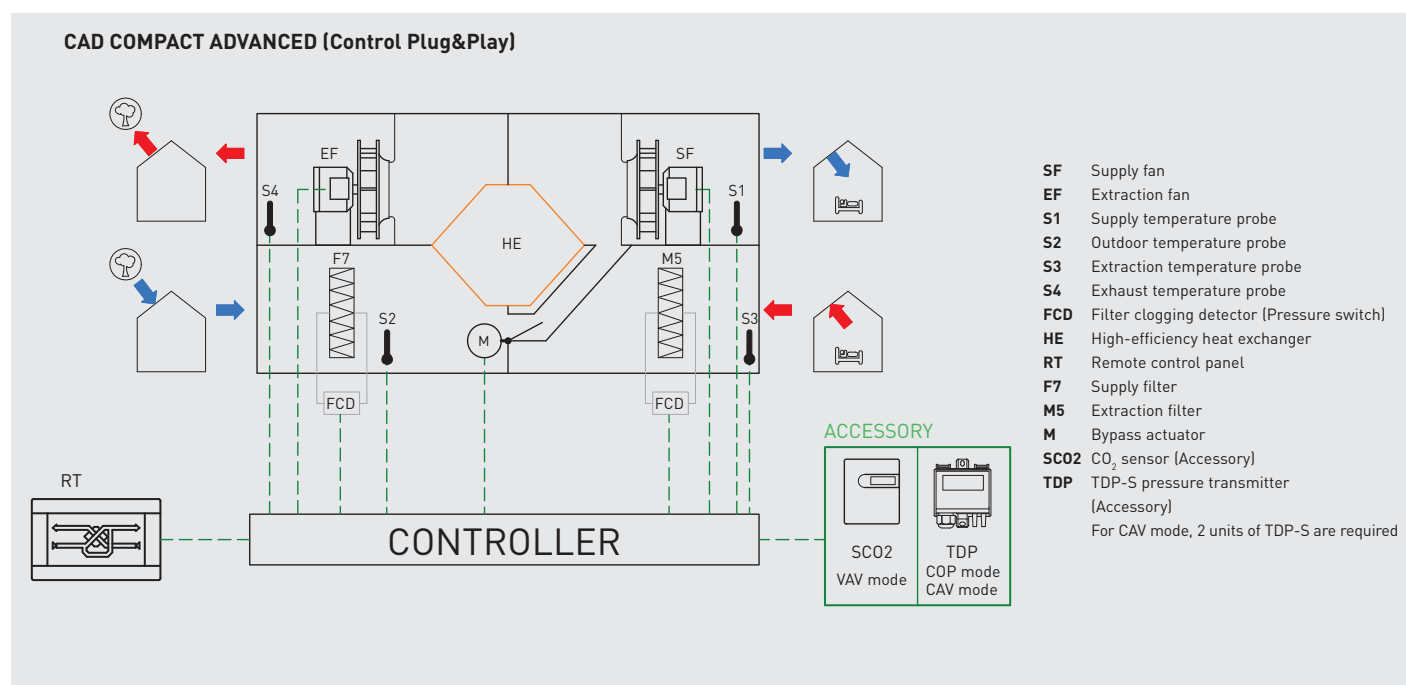 CAD COMPACT ADVANCED (Control Plug&Play)
EF
SF
S4
S1
HE
F7
M5
S2
S3
M
FCD
FCD
RT
CONTROLLER
ACCESSORY
SCO2
VAV mode
TDP
COP mode
CAV mode
SF Supply fan
EF Extraction fan
S1 Supply temperature probe
S2 Outdoor temperature probe
S3 Extraction temperature probe
S4 Exhaust temperature probe
FCD Filter clogging detector (Pressure switch)
HE High-efficiency heat exchanger
RT Remote control panel
F7 Supply filter
M5 Extraction filter
M Bypass actuator
SCO2 CO₂ sensor (Accessory)
TDP TDP-S pressure transmitter
(Accessory)
For CAV mode, 2 units of TDP-S are required